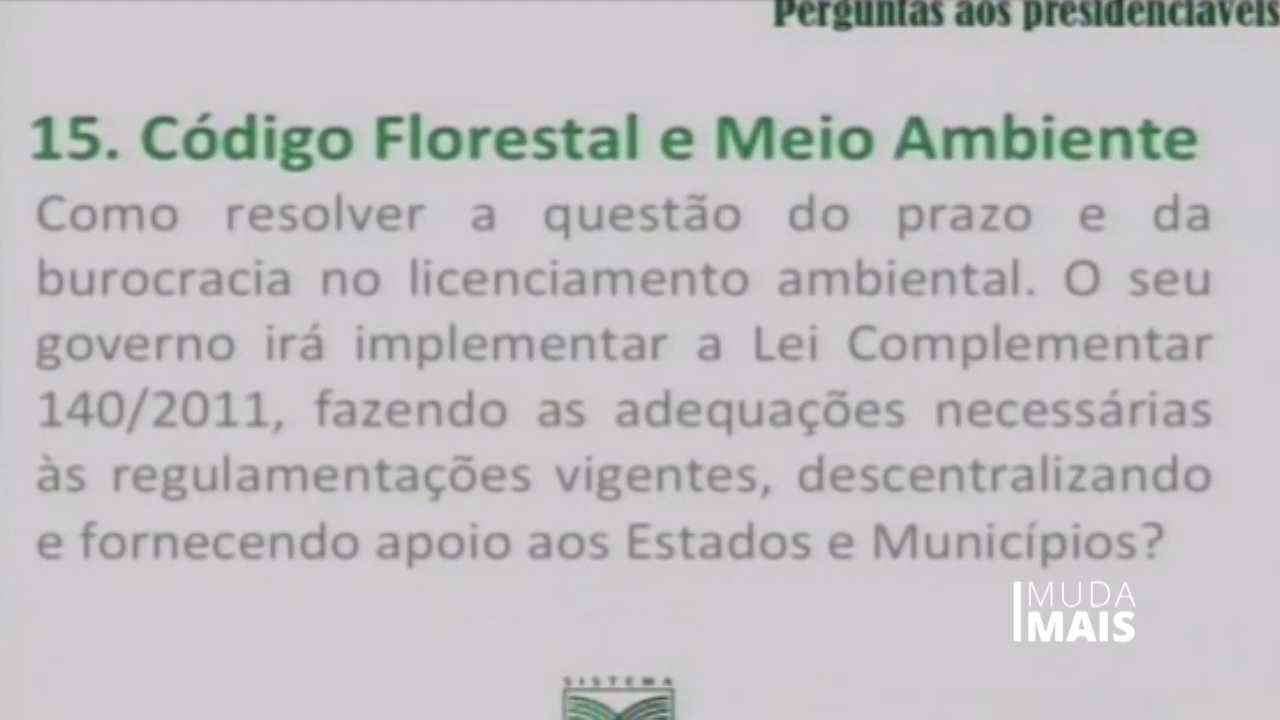 Perguntas aos presidenciáveis
15. Código Florestal e Meio Ambiente
Como resolver a questão do prazo e da
burocracia no licenciamento ambiental. O seu
governo irá implementar a Lei Complementar
140/2011, fazendo as adequações necessárias
às regulamentações vigentes, descentralizando
e fornecendo apoio aos Estados e Municípios?
MUDA
MAIS
SISTEMA